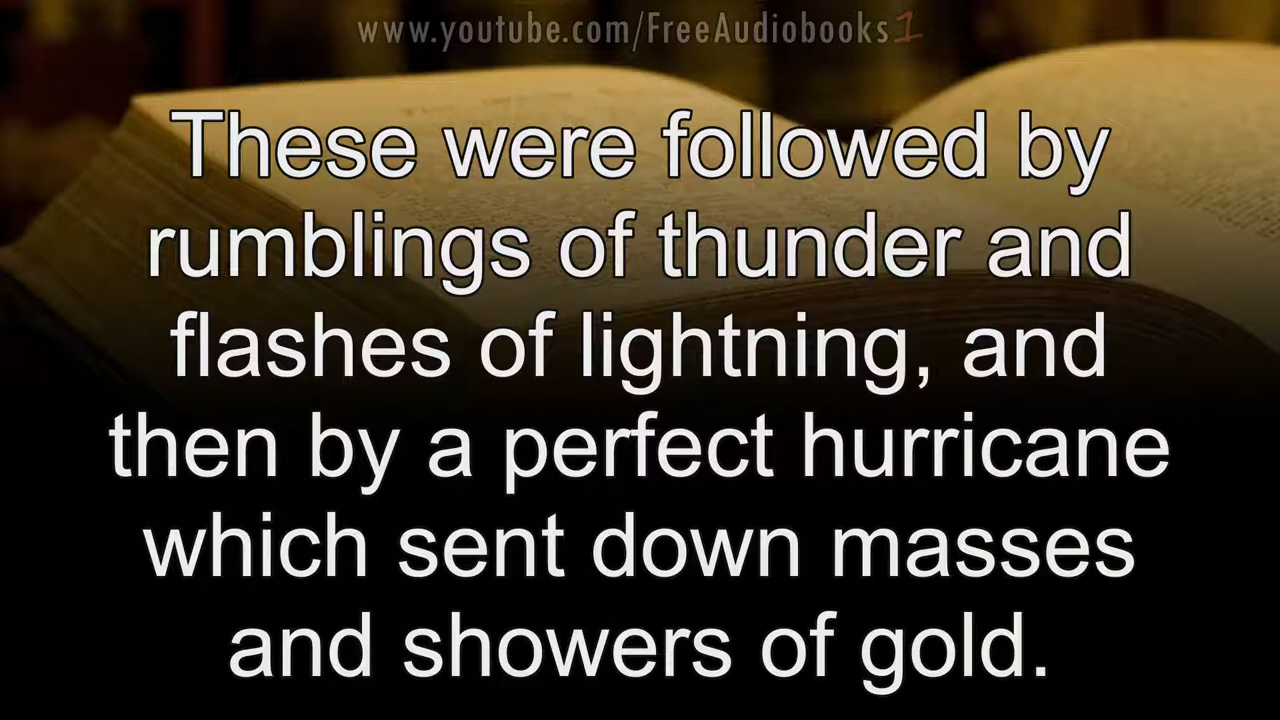 www.youtube.com/FreeAudiobooks1
These were followed by
rumblings of thunder and
flashes of lightning, and
then by a perfect hurricane
which sent down masses
and showers of gold.